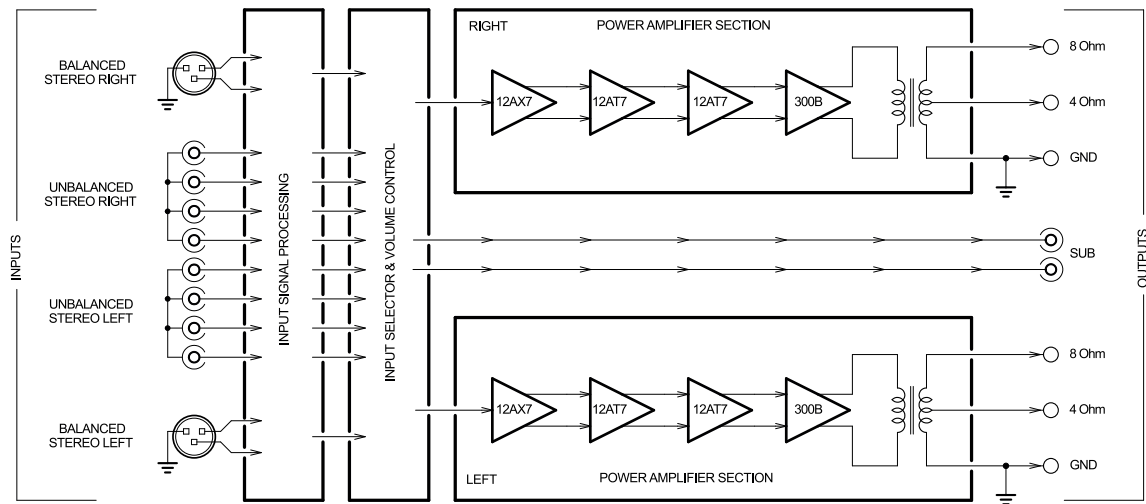 INPUTS
BALANCED
STEREO RIGHT
UNBALANCED
STEREO RIGHT
UNBALANCED
STEREO LEFT
BALANCED
STEREO LEFT
INPUT SIGNAL PROCESSING
INPUT SELECTOR & VOLUME CONTROL
RIGHT
POWER AMPLIFIER SECTION
12AX7
12AT7
12AT7
300B
8 Ohm
4 Ohm
GND
SUB
12AX7
12AT7
12AT7
300B
LEFT
POWER AMPLIFIER SECTION
8 Ohm
4 Ohm
GND
OUTPUTS